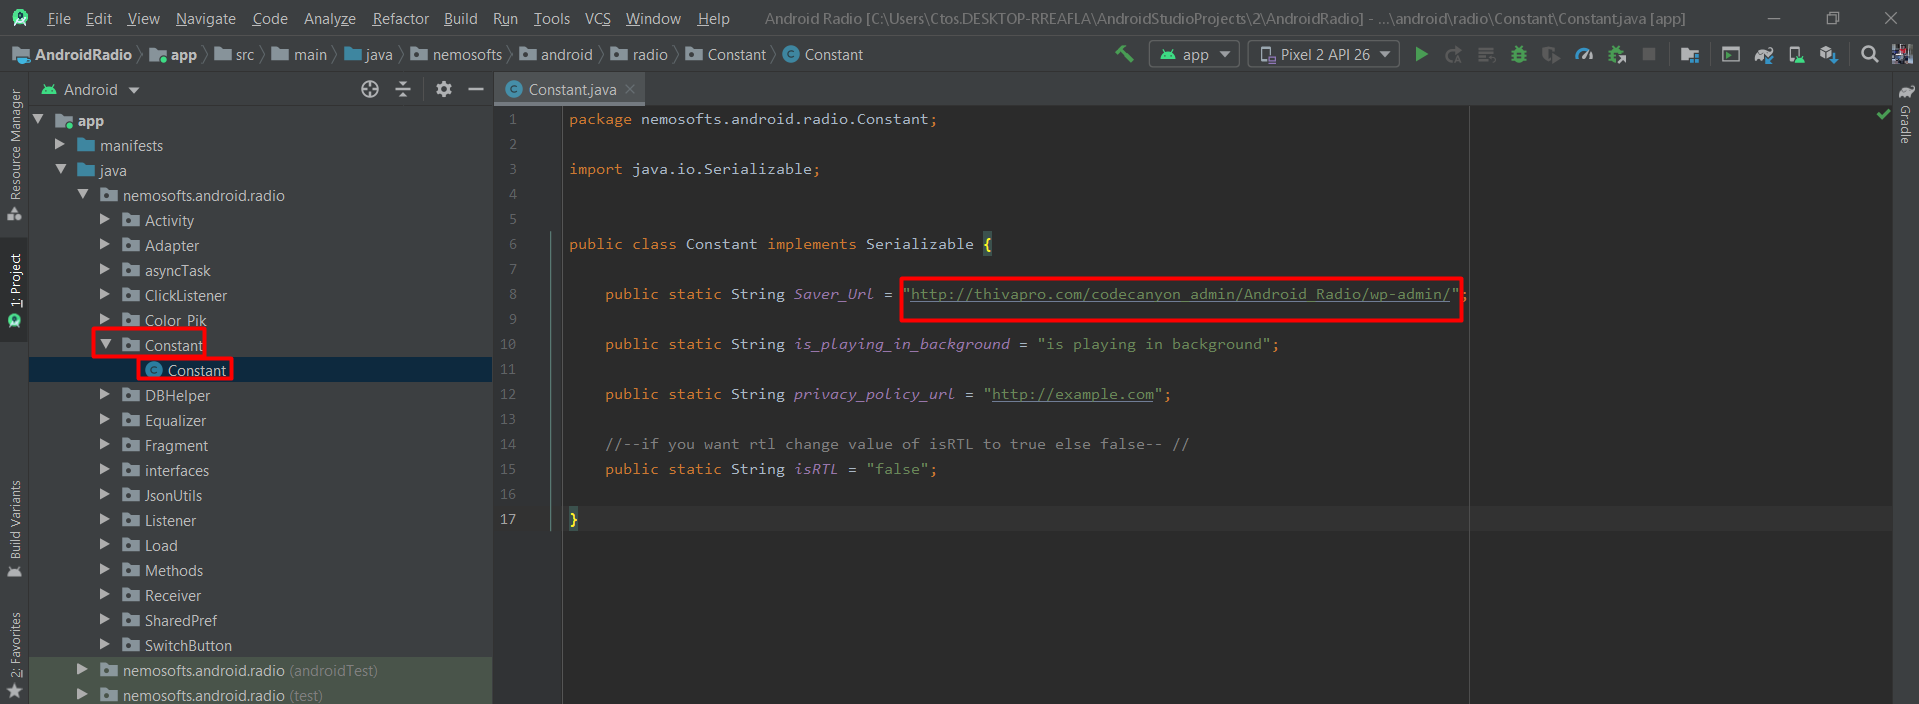 File Edit View Navigate Code Analyze Refactor Build Run Tools VCS Window Help Android Radio [C:\Users\Ctos.DESKTOP-RREAFLA\AndroidStudioProjects\2\AndroidRadio] - ...\android\radio\Constant\Constant.java [app]
AndroidRadio app src main java nemosofts android radio Constant Constant app Pixel 2 API 26
Android
Constant.java
Resource Manager
1: Project
Build Variants
2: Favorites
app
manifests
java
nemosofts.android.radio
Activity
Adapter
asyncTask
ClickListener
Color_Pik
Constant
Constant
DBHelper
Equalizer
Fragment
interfaces
JsonUtils
Listener
Load
Methods
Receiver
SharedPref
SwitchButton
nemosofts.android.radio (androidTest)
nemosofts.android.radio (test)
1 package nemosofts.android.radio.Constant;
2
3 import java.io.Serializable;
4
5
6 public class Constant implements Serializable {
7
8 public static String Saver_Url = "http://thivapro.com/codecanyon_admin/Android_Radio/wp-admin/";
9
10 public static String is_playing_in_background = "is playing in background";
11
12 public static String privacy_policy_url = "http://example.com";
13
14 //--if you want rtl change value of isRTL to true else false-- //
15 public static String isRTL = "false";
16
17 }
Gradle